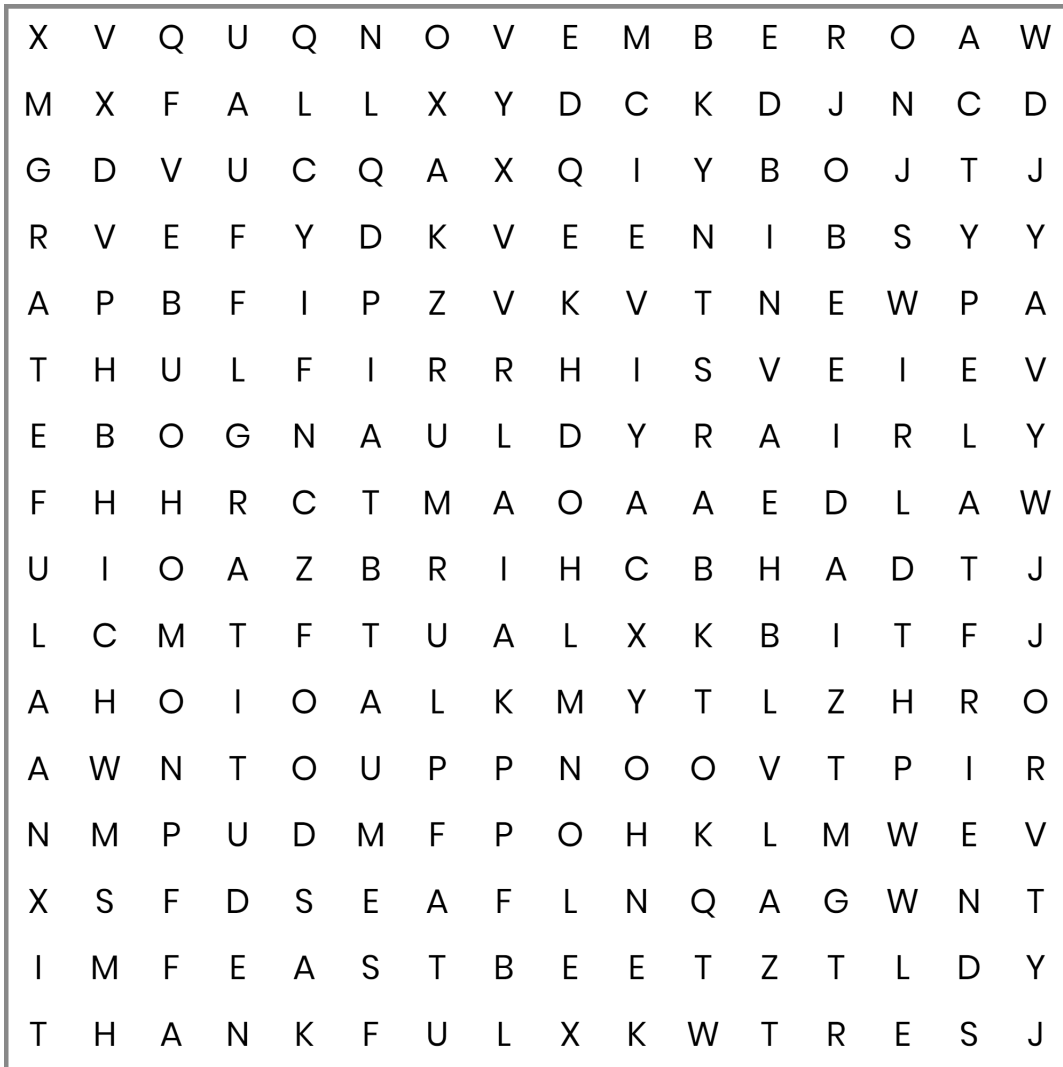 X V Q U Q N O V E M B E R O A W
M X F A L L X Y D C K D J N C D
G D V U C Q A X Q I Y B O J T J
R V E F Y D K V E E N I B S Y Y
A P B F I P Z V K V T N E W P A
T H U L F I R R H I S V E I E V
E B O G N A U L D Y R A I R L Y
F H H R C T M A O A A E D L A W
U I O A Z B R I H C B H A D T J
L C M T F T U A L X K B I T F J
A H O I O A L K M Y T L Z H R O
A W N T O U P P N O O V T P I R
N M P U D M F P O H K L M W E V
X S F D S E A F L N Q A G W N T
I M F E A S T B E E T Z T L D Y
T H A N K F U L X K W T R E S J